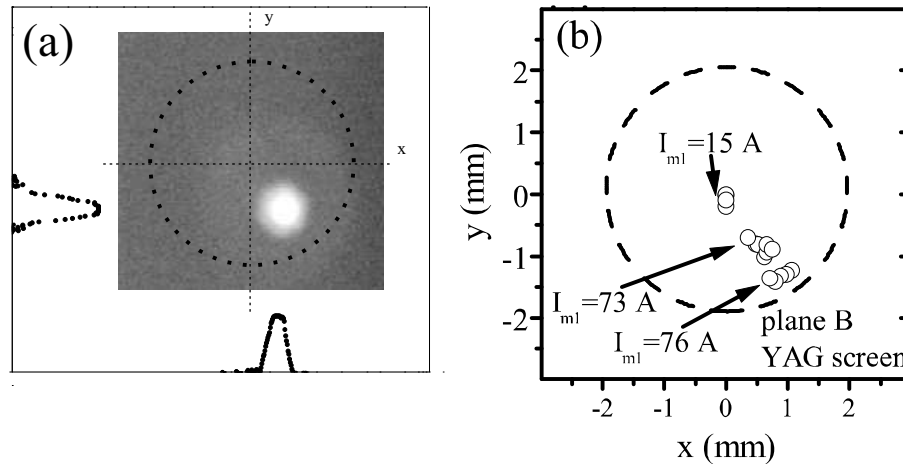 (a)
y
x
(b)
2
1
0
-1
-2
y (mm)
I_m1=15 A
I_m1=73 A
I_m1=76 A
plane B
YAG screen
-2 -1 0 1 2
x (mm)